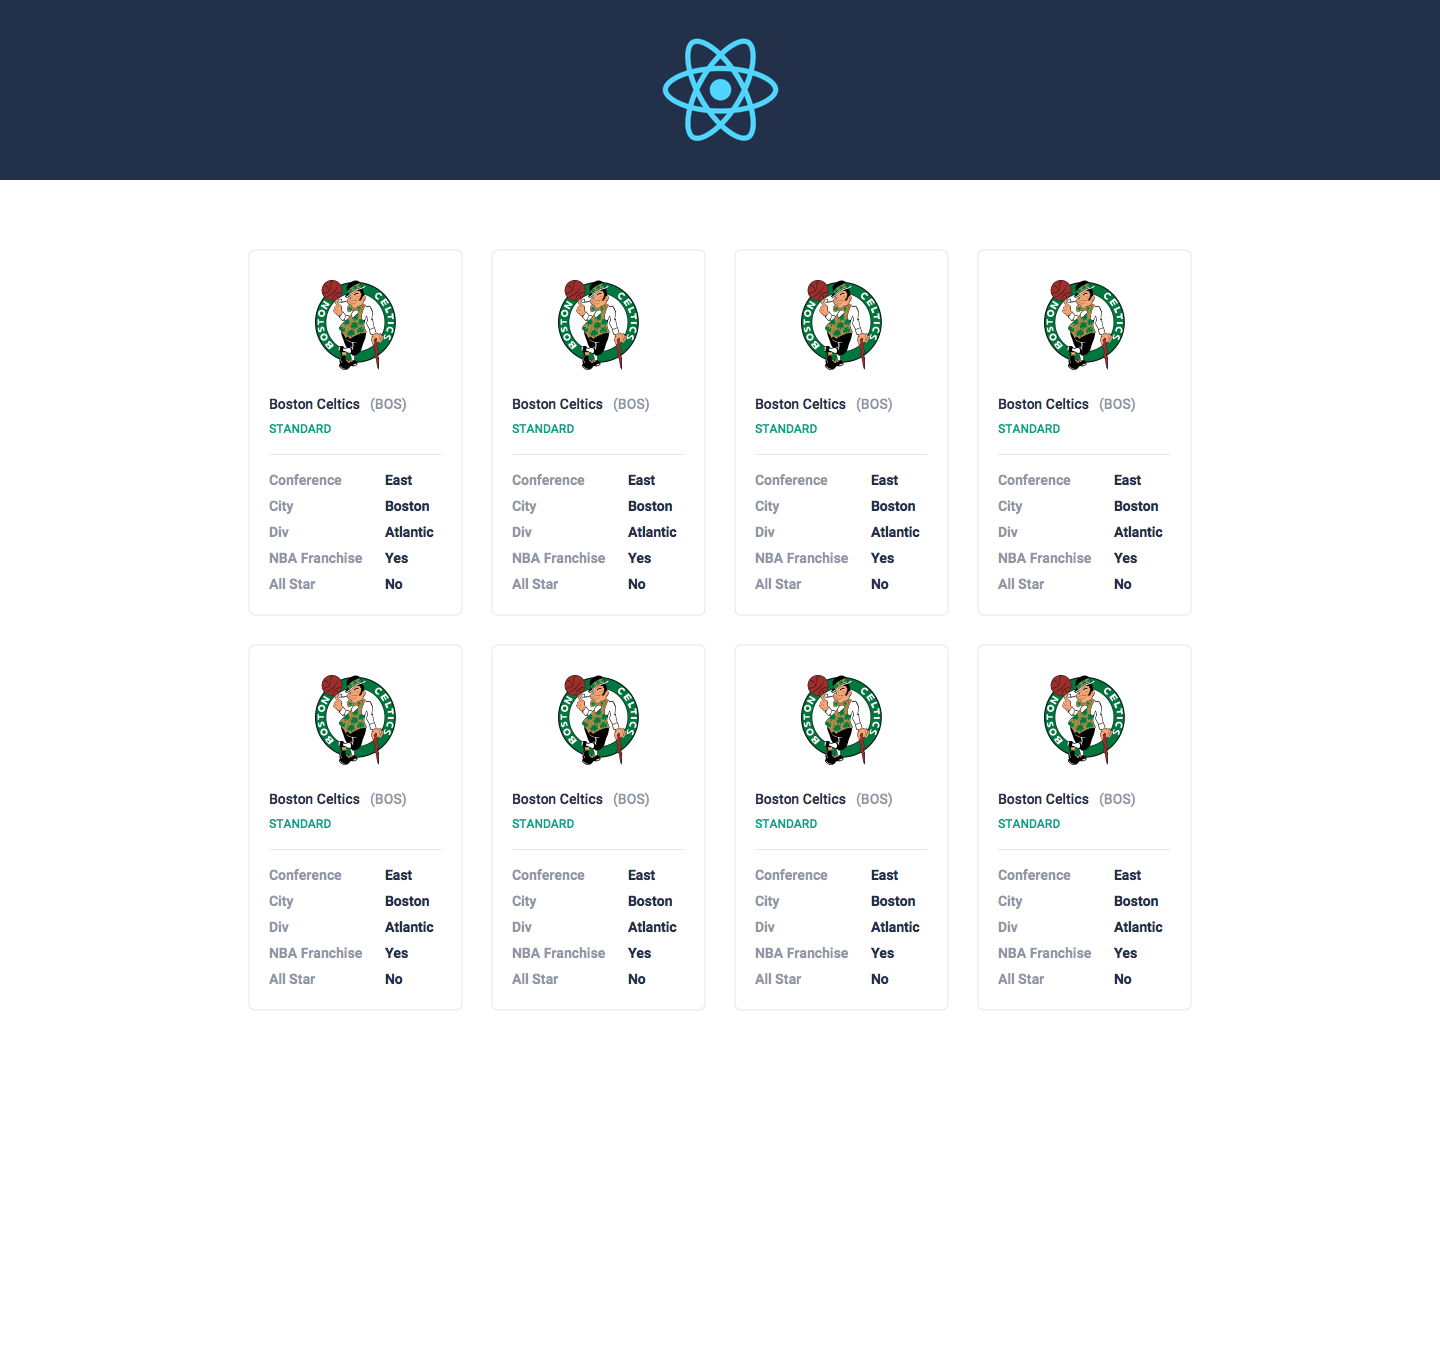 BOSTON CELTICS BOSTON CELTICS BOSTON CELTICS BOSTON CELTICS
Boston Celtics (BOS) Boston Celtics (BOS) Boston Celtics (BOS) Boston Celtics (BOS)
STANDARD STANDARD STANDARD STANDARD
Conference East Conference East Conference East Conference East
City Boston City Boston City Boston City Boston
Div Atlantic Div Atlantic Div Atlantic Div Atlantic
NBA Franchise Yes NBA Franchise Yes NBA Franchise Yes NBA Franchise Yes
All Star No All Star No All Star No All Star No
BOSTON CELTICS BOSTON CELTICS BOSTON CELTICS BOSTON CELTICS
Boston Celtics (BOS) Boston Celtics (BOS) Boston Celtics (BOS) Boston Celtics (BOS)
STANDARD STANDARD STANDARD STANDARD
Conference East Conference East Conference East Conference East
City Boston City Boston City Boston City Boston
Div Atlantic Div Atlantic Div Atlantic Div Atlantic
NBA Franchise Yes NBA Franchise Yes NBA Franchise Yes NBA Franchise Yes
All Star No All Star No All Star No All Star No